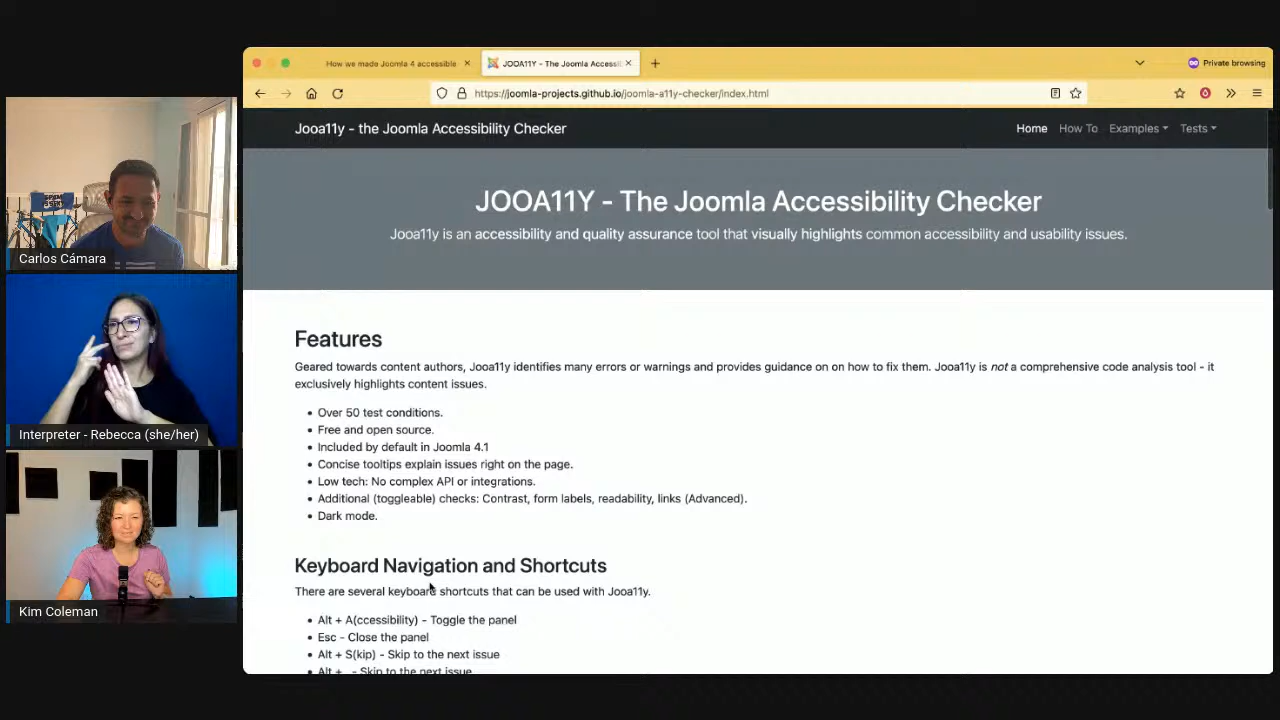 How we made Joomla 4 accessible
JOOA11Y - The Joomla Accessi
Private browsing
https://joomla-projects.github.io/joomla-a11y-checker/index.html
Jooa11y - the Joomla Accessibility Checker
Home How To Examples Tests
JOOA11Y - The Joomla Accessibility Checker
Jooa11y is an accessibility and quality assurance tool that visually highlights common accessibility and usability issues.
Features
Geared towards content authors, Jooa11y identifies many errors or warnings and provides guidance on on how to fix them. Jooa11y is not a comprehensive code analysis tool - it
exclusively highlights content issues.
• Over 50 test conditions.
• Free and open source.
• Included by default in Joomla 4.1
• Concise tooltips explain issues right on the page.
• Low tech: No complex API or integrations.
• Additional (toggleable) checks: Contrast, form labels, readability, links (Advanced).
• Dark mode.
Keyboard Navigation and Shortcuts
There are several keyboard shortcuts that can be used with Jooa11y.
• Alt + A(ccessibility) - Toggle the panel
• Esc - Close the panel
• Alt + S(kip) - Skip to the next issue
• Alt + . - Skip to the next issue
Carlos Cámara
Interpreter - Rebecca (she/her)
Kim Coleman